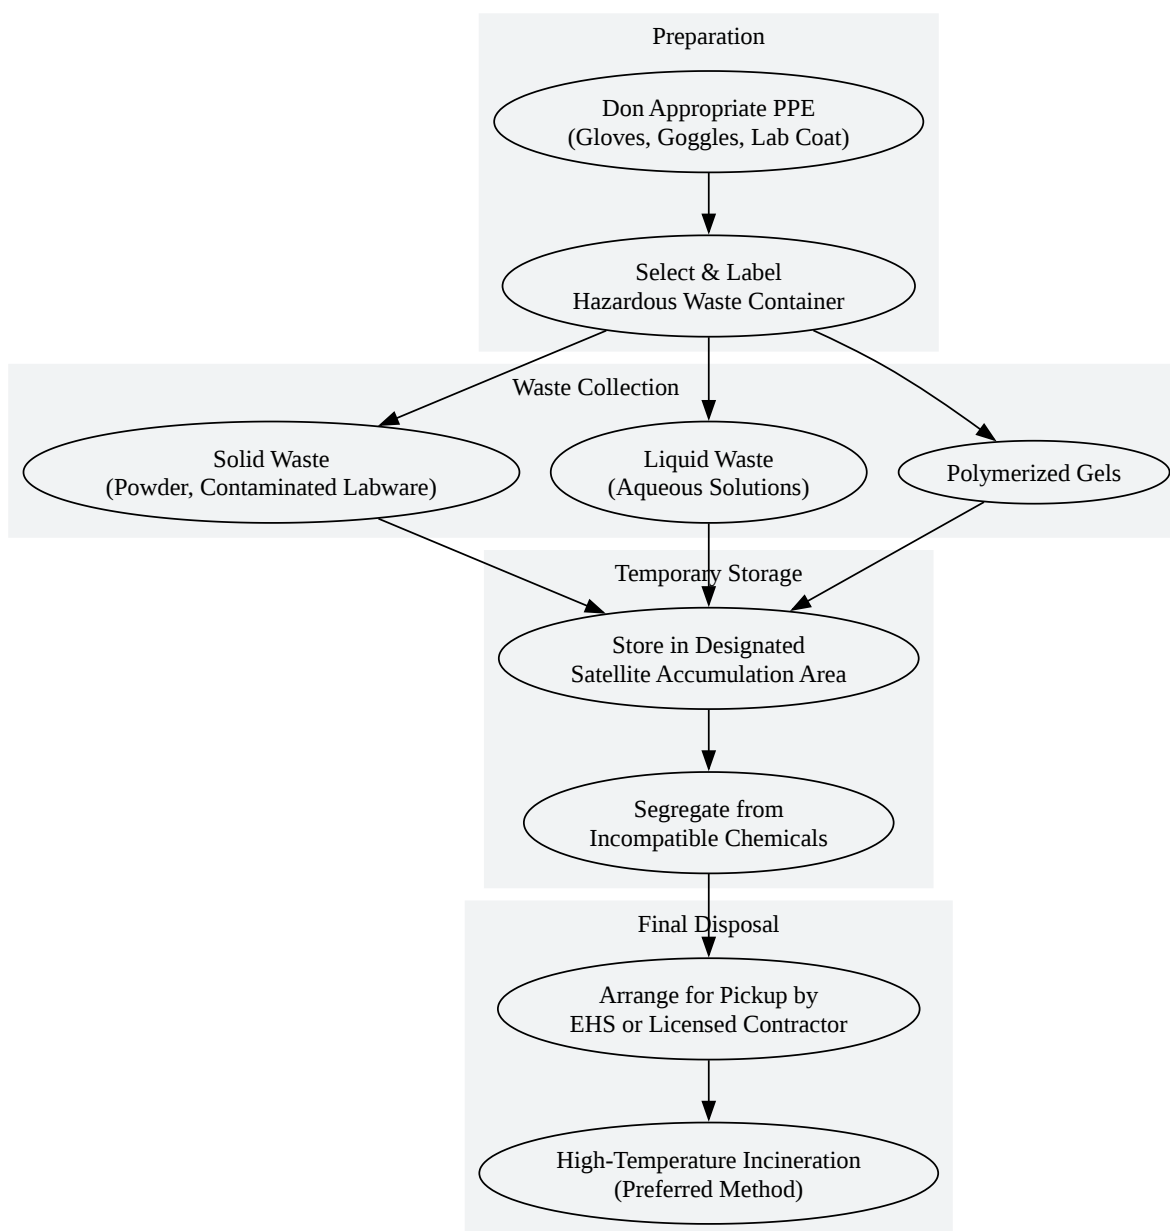 Preparation
Don Appropriate PPE
(Gloves, Goggles, Lab Coat)
Select & Label
Hazardous Waste Container
Waste Collection
Solid Waste
(Powder, Contaminated Labware)
Liquid Waste
(Aqueous Solutions)
Polymerized Gels
Temporary Storage
Store in Designated
Satellite Accumulation Area
Segregate from
Incompatible Chemicals
Final Disposal
Arrange for Pickup by
EHS or Licensed Contractor
High-Temperature Incineration
(Preferred Method)